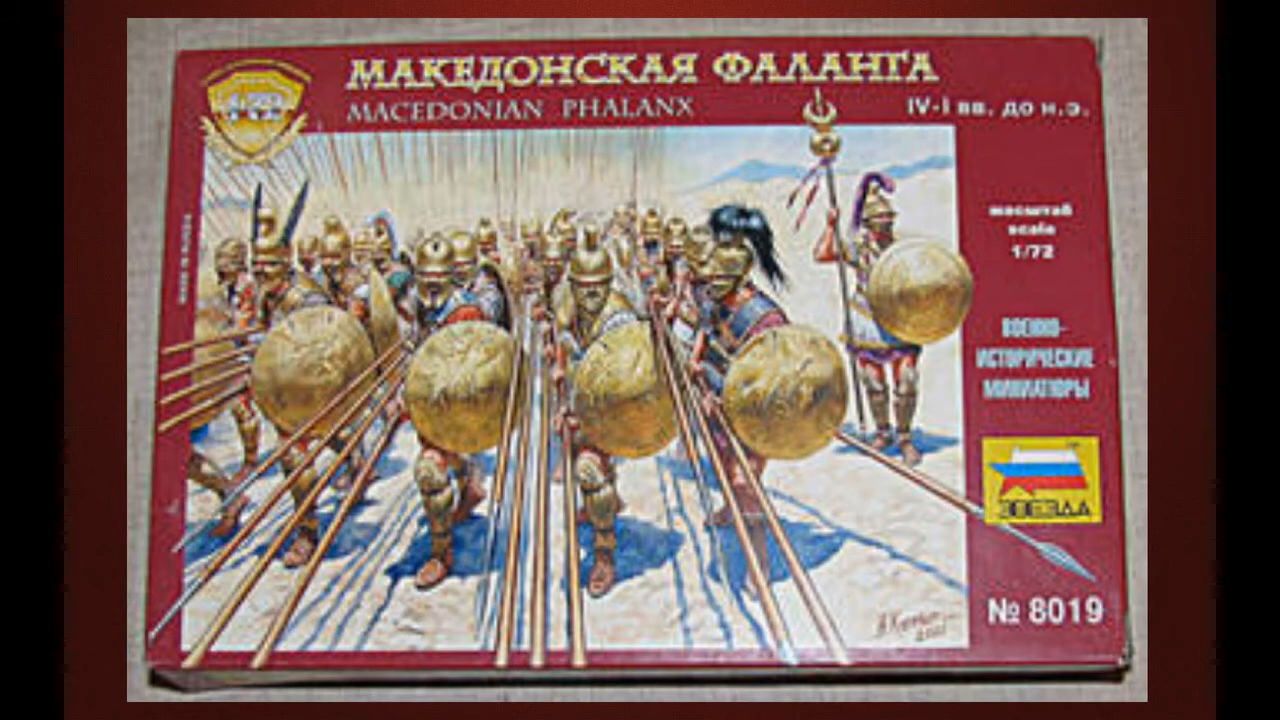 МАКЕДОНСКАЯ ФАЛАНГА
MACEDONIAN PHALANX
IV-I вв. до н.э.
масштаб
scale
1/72
ВОЕННО-
ИСТОРИЧЕСКИЕ
МИНИАТЮРЫ
ЗВЕЗДА
№ 8019